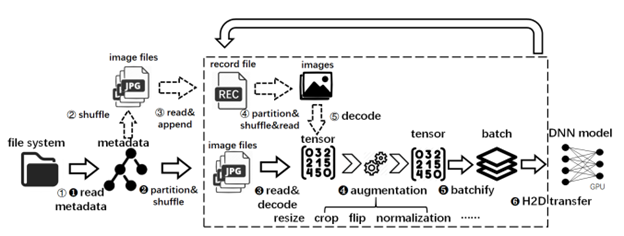 image files
JPG
② shuffle
③ read&
append
record file
REC
④ partition&
shuffle&read
images
⑤ decode
file system
metadata
① ❶ read
metadata
❷ partition&
shuffle
image files
JPG
❸ read&
decode
tensor
0 3 2
2 1 5
4 5 0
❹ augmentation
resize crop flip normalization ……
tensor
0 3 2
2 1 5
4 5 0
❺ batchify
batch
DNN model
GPU
❻ H2D transfer